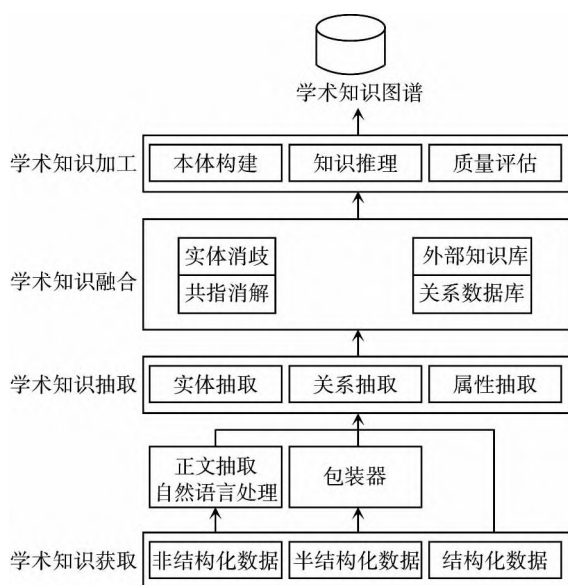 学术知识图谱
学术知识加工
本体构建
知识推理
质量评估
学术知识融合
实体消歧
共指消解
外部知识库
关系数据库
学术知识抽取
实体抽取
关系抽取
属性抽取
正文抽取
自然语言处理
包装器
学术知识获取
非结构化数据
半结构化数据
结构化数据